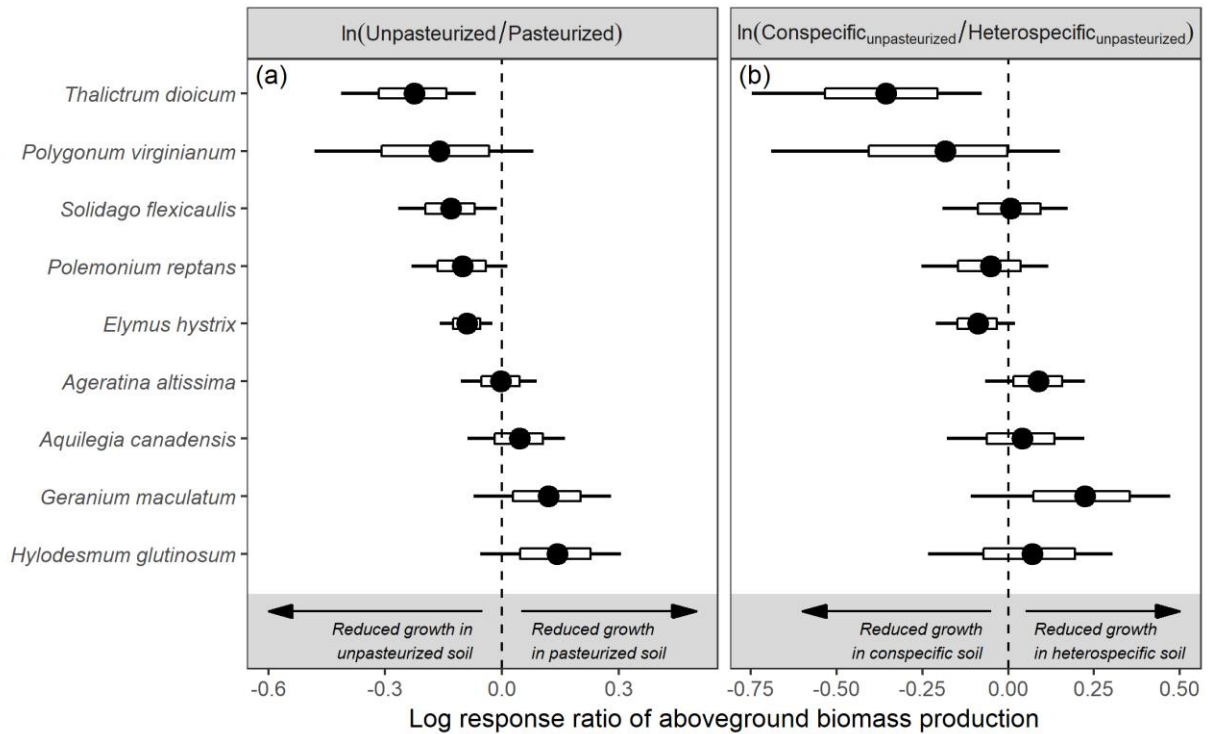 ln(Unpasteurized/Pasteurized)
ln(Conspecificunpasteurized/Heterospecificunpasteurized)
(a)
(b)
Thalictrum dioicum
Polygonum virginianum
Solidago flexicaulis
Polemonium reptans
Elymus hystrix
Ageratina altissima
Aquilegia canadensis
Geranium maculatum
Hylodesmum glutinosum
Reduced growth in
unpasteurized soil
Reduced growth
in pasteurized soil
Reduced growth
in conspecific soil
Reduced growth
in heterospecific soil
-0.6 -0.3 0.0 0.3
-0.75 -0.50 -0.25 0.00 0.25 0.50
Log response ratio of aboveground biomass production